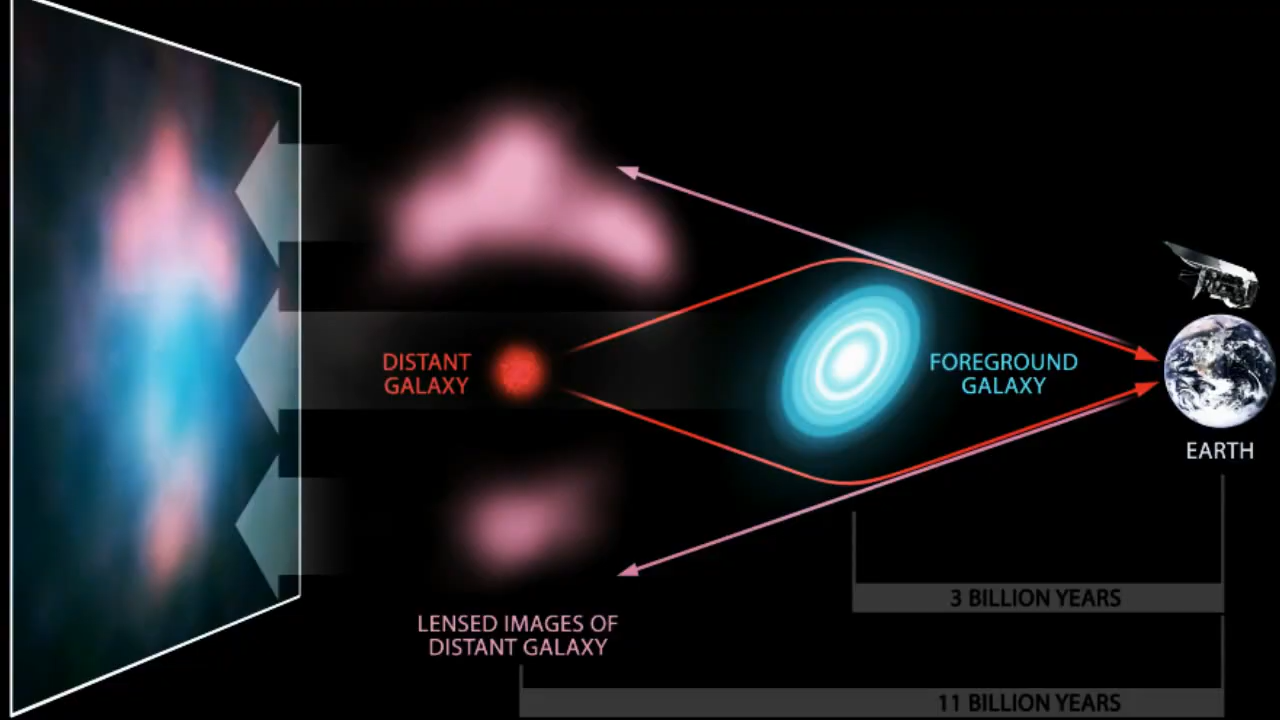 DISTANT
GALAXY
FOREGROUND
GALAXY
EARTH
3 BILLION YEARS
LENSED IMAGES OF
DISTANT GALAXY
11 BILLION YEARS